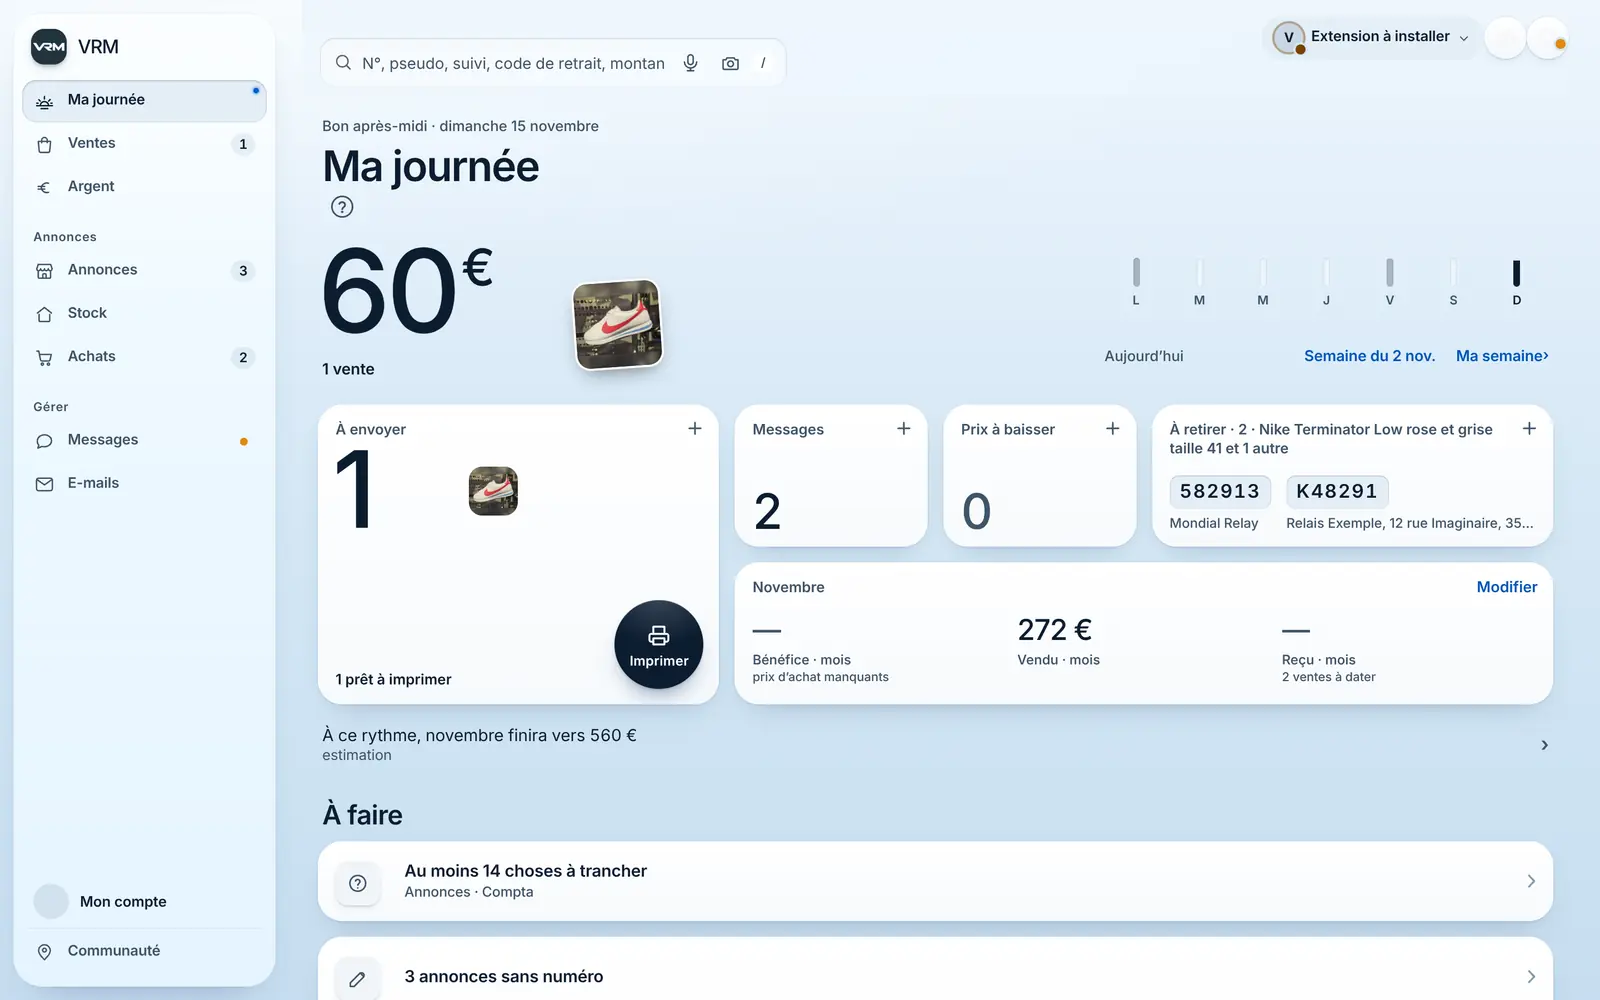 VRM
VRM
Ma journée
Ventes
1
Argent
Annonces
Annonces
3
Stock
Achats
2
Gérer
Messages
E-mails
Mon compte
Communauté
N°, pseudo, suivi, code de retrait, montan
/
V
Extension à installer
Bon après-midi · dimanche 15 novembre
Ma journée
?
60€
1 vente
L
M
M
J
V
S
D
Aujourd’hui
Semaine du 2 nov.
Ma semaine›
À envoyer
+
1
Imprimer
1 prêt à imprimer
Messages
+
2
Prix à baisser
+
0
À retirer · 2 · Nike Terminator Low rose et grise
taille 41 et 1 autre
+
582913
K48291
Mondial Relay
Relais Exemple, 12 rue Imaginaire, 35…
Novembre
Modifier
—
Bénéfice · mois
prix d’achat manquants
272 €
Vendu · mois
—
Reçu · mois
2 ventes à dater
À ce rythme, novembre finira vers 560 €
estimation
À faire
?
Au moins 14 choses à trancher
Annonces · Compta
3 annonces sans numéro